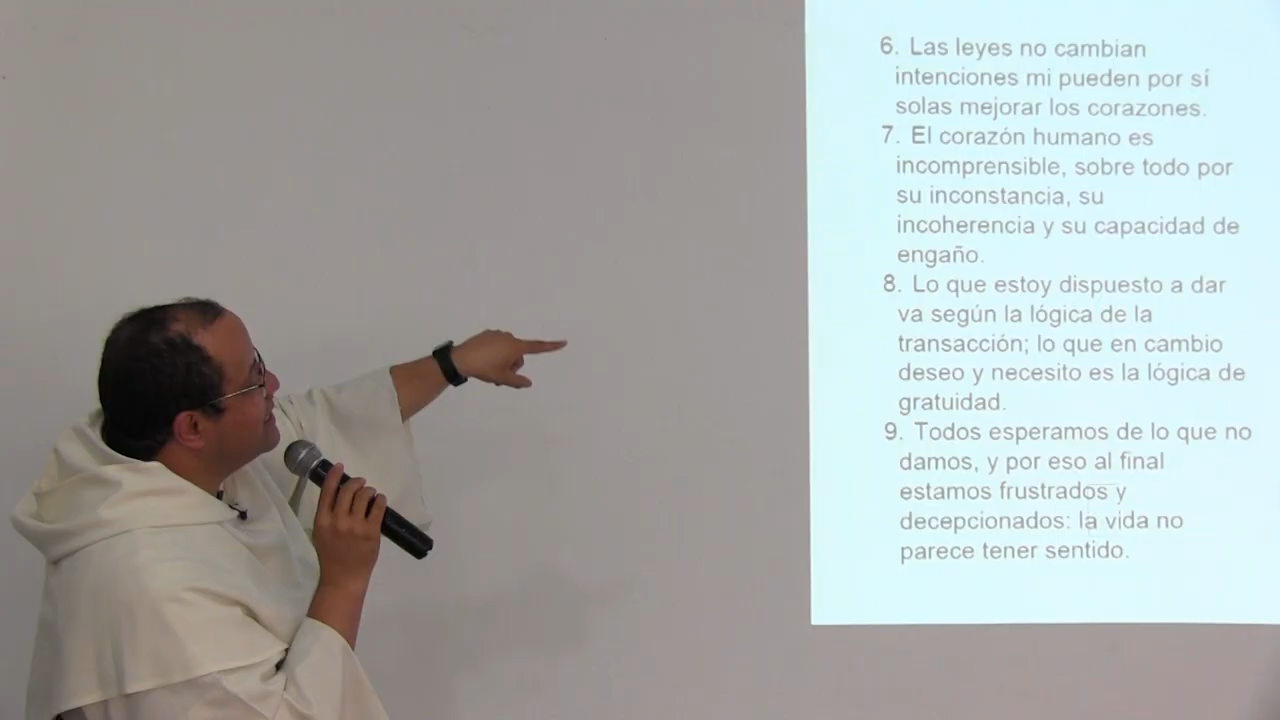 6. Las leyes no cambian
intenciones mi pueden por sí
solas mejorar los corazones.
7. El corazón humano es
incomprensible, sobre todo por
su inconstancia, su
incoherencia y su capacidad de
engaño.
8. Lo que estoy dispuesto a dar
va según la lógica de la
transacción; lo que en cambio
deseo y necesito es la lógica de
gratuidad.
9. Todos esperamos de lo que no
damos, y por eso al final
estamos frustrados y
decepcionados: la vida no
parece tener sentido.